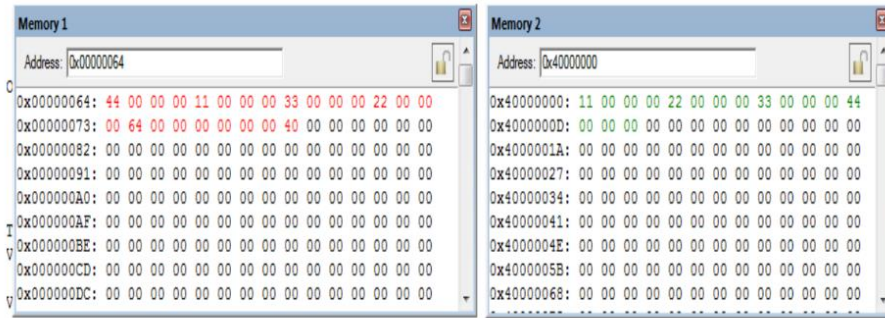 Memory 1
Address: 0x00000064
0x00000064: 44 00 00 00 11 00 00 00 33 00 00 00 22 00 00
0x00000073: 00 64 00 00 00 00 00 00 40 00 00 00 00 00 00
0x00000082: 00 00 00 00 00 00 00 00 00 00 00 00 00 00 00
0x00000091: 00 00 00 00 00 00 00 00 00 00 00 00 00 00 00
0x000000A0: 00 00 00 00 00 00 00 00 00 00 00 00 00 00 00
0x000000AF: 00 00 00 00 00 00 00 00 00 00 00 00 00 00 00
0x000000BE: 00 00 00 00 00 00 00 00 00 00 00 00 00 00 00
0x000000CD: 00 00 00 00 00 00 00 00 00 00 00 00 00 00 00
0x000000DC: 00 00 00 00 00 00 00 00 00 00 00 00 00 00 00
Memory 2
Address: 0x40000000
0x40000000: 11 00 00 00 22 00 00 00 33 00 00 00 44
0x4000000D: 00 00 00 00 00 00 00 00 00 00 00 00 00
0x4000001A: 00 00 00 00 00 00 00 00 00 00 00 00 00
0x40000027: 00 00 00 00 00 00 00 00 00 00 00 00 00
0x40000034: 00 00 00 00 00 00 00 00 00 00 00 00 00
0x40000041: 00 00 00 00 00 00 00 00 00 00 00 00 00
0x4000004E: 00 00 00 00 00 00 00 00 00 00 00 00 00
0x4000005B: 00 00 00 00 00 00 00 00 00 00 00 00 00
0x40000068: 00 00 00 00 00 00 00 00 00 00 00 00 00